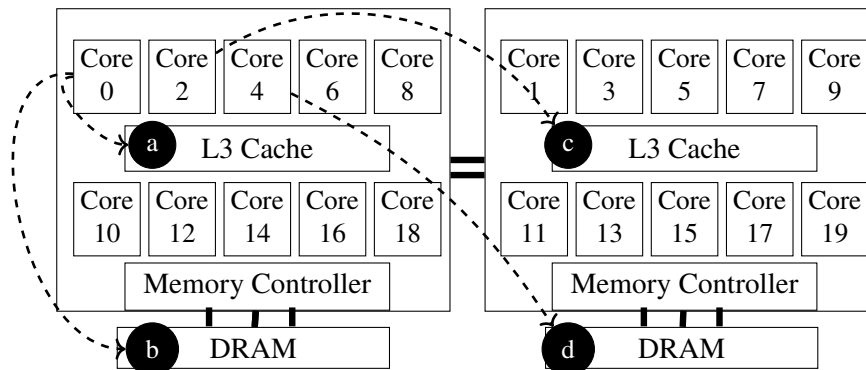 Core
0
Core
2
Core
4
Core
6
Core
8
a
L3 Cache
Core
10
Core
12
Core
14
Core
16
Core
18
Memory Controller
b
DRAM
Core
1
Core
3
Core
5
Core
7
Core
9
c
L3 Cache
Core
11
Core
13
Core
15
Core
17
Core
19
Memory Controller
d
DRAM